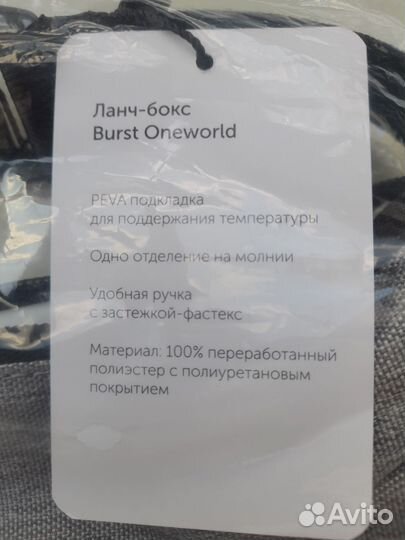 Ланч-бокс
Burst Oneworld
PEVA подкладка
для поддержания температуры
Одно отделение на молнии
Удобная ручка
с застежкой-фастекс
Материал: 100% переработанный
полиэстер с полиуретановым
покрытием
Avito